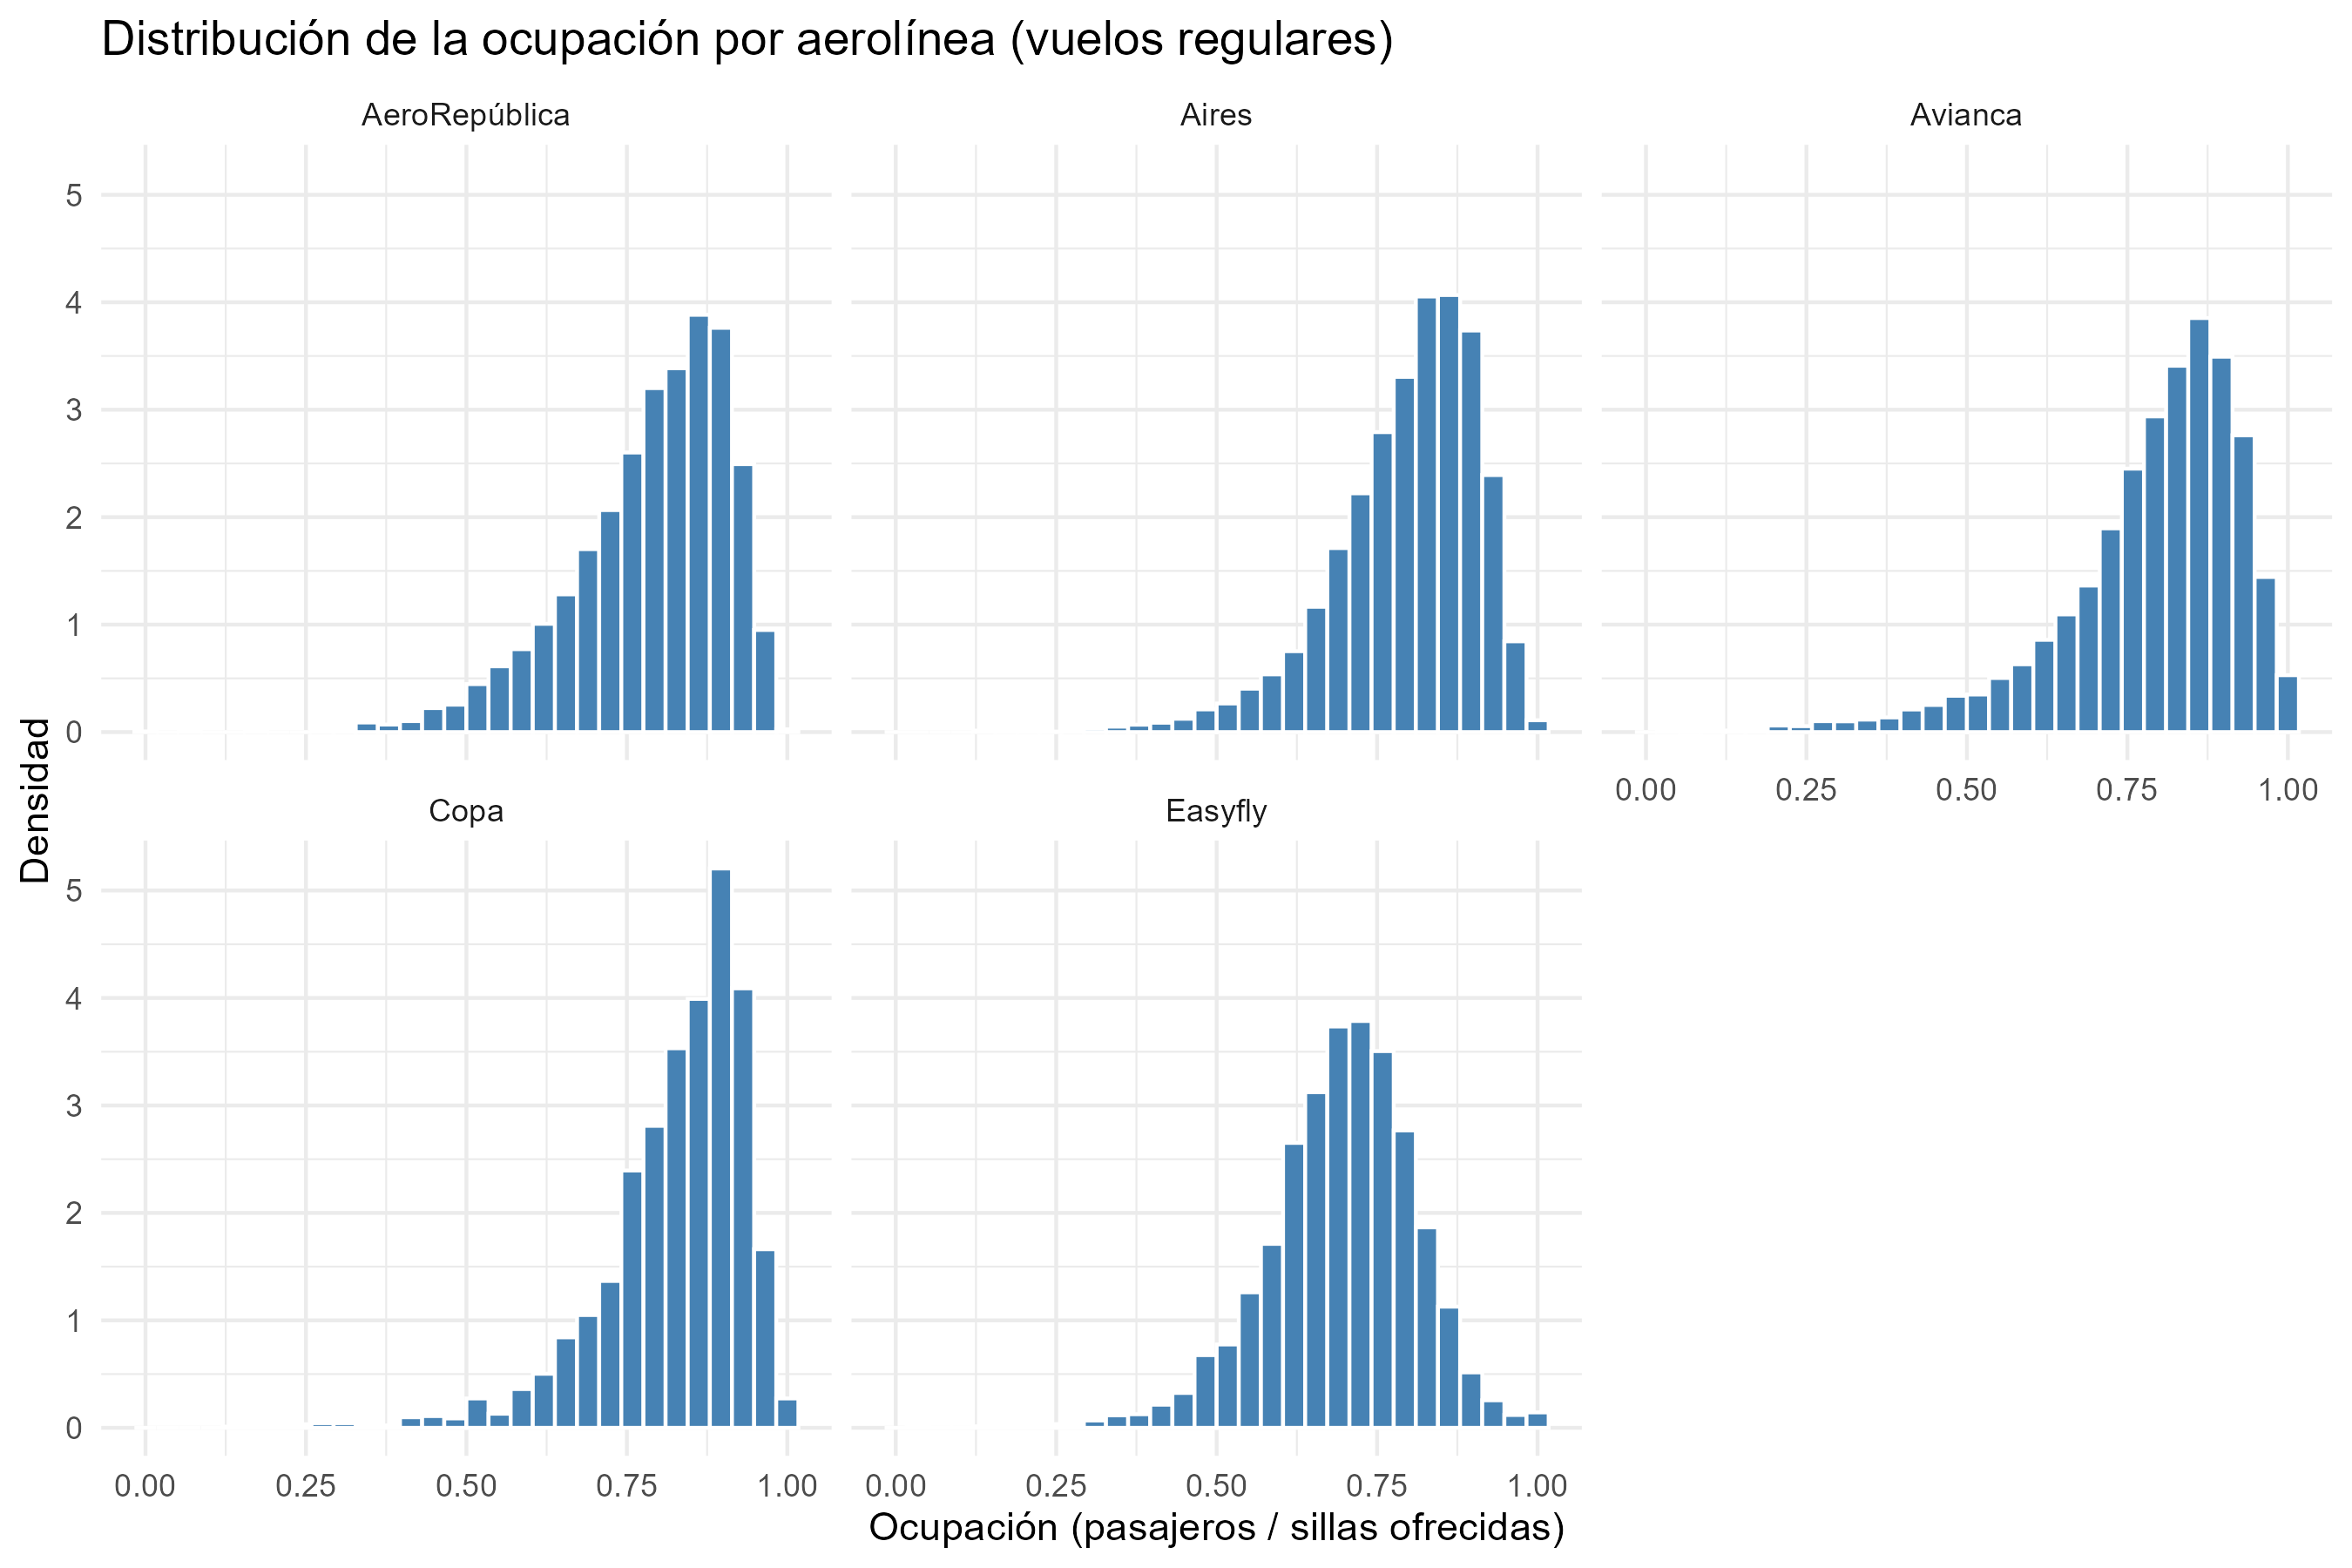 Distribución de la ocupación por aerolínea (vuelos regulares)
AeroRepública
Aires
Avianca
5
4
3
2
1
0
0.00 0.25 0.50 0.75 1.00
Densidad
Copa
Easyfly
5
4
3
2
1
0
0.00 0.25 0.50 0.75 1.00
0.00 0.25 0.50 0.75 1.00
Ocupación (pasajeros / sillas ofrecidas)